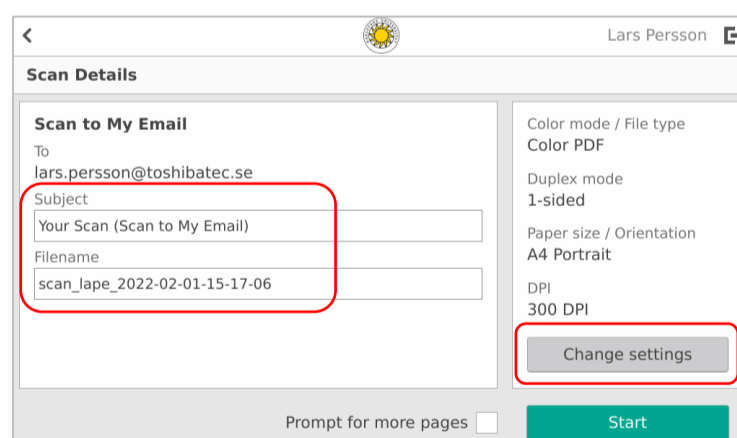 Lars Persson
Scan Details
Scan to My Email
To
lars.persson@toshibatec.se
Subject
Your Scan (Scan to My Email)
Filename
scan_lape_2022-02-01-15-17-06
Color mode / File type
Color PDF
Duplex mode
1-sided
Paper size / Orientation
A4 Portrait
DPI
300 DPI
Change settings
Prompt for more pages
Start